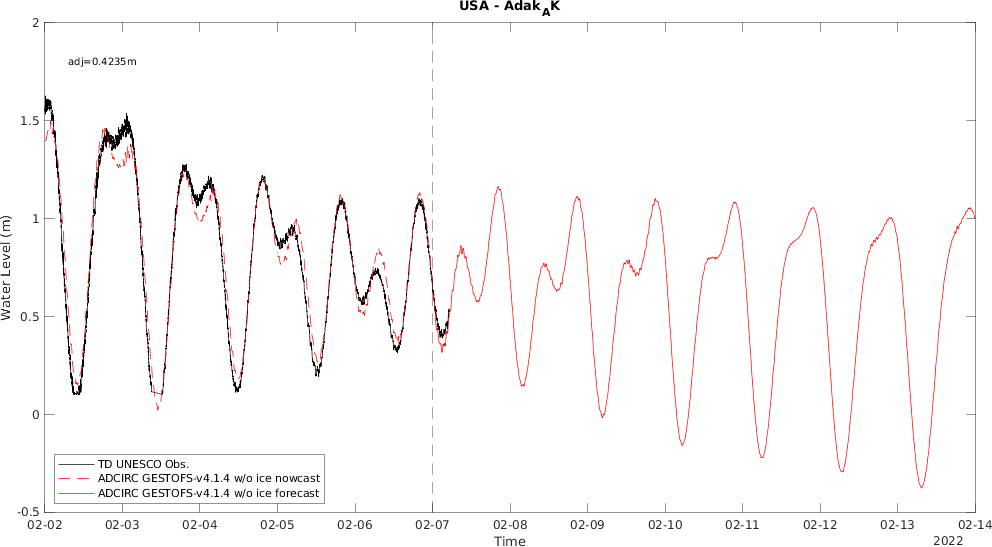 USA - Adak_AK
adj=0.4235m
2
1.5
1
0.5
0
-0.5
Water Level (m)
TD UNESCO Obs.
ADCIRC GESTOFS-v4.1.4 w/o ice nowcast
ADCIRC GESTOFS-v4.1.4 w/o ice forecast
02-02 02-03 02-04 02-05 02-06 02-07 02-08 02-09 02-10 02-11 02-12 02-13 02-14
Time
2022